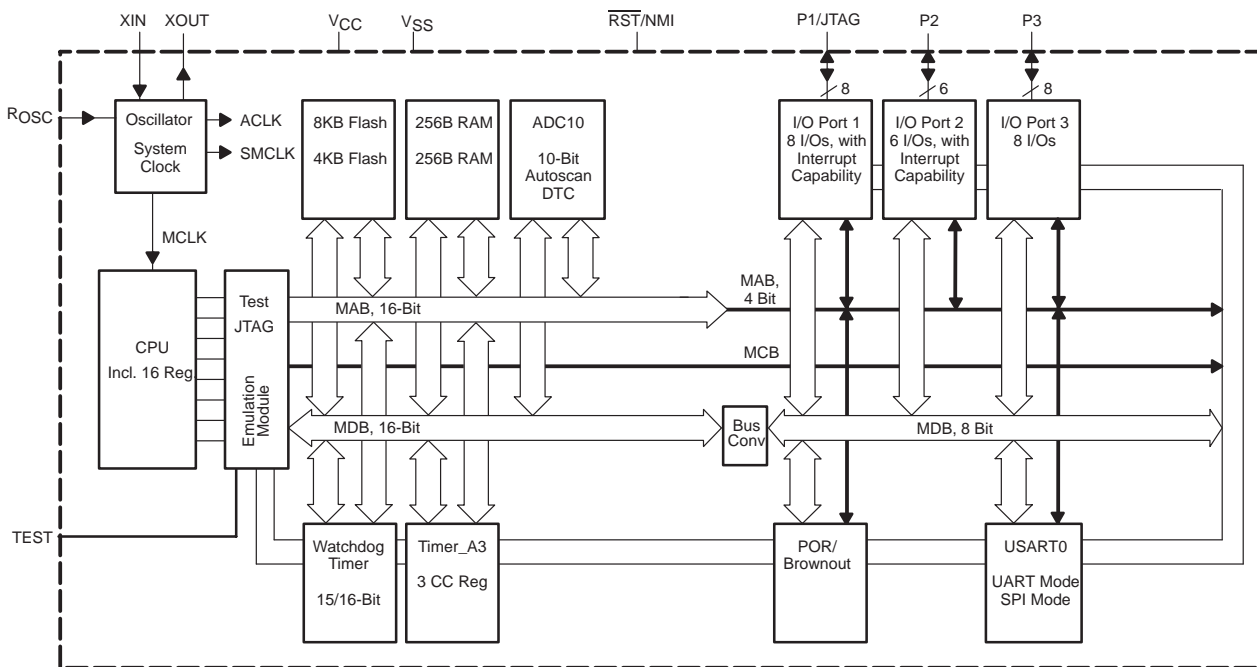 XIN XOUT VCC VSS RST/NMI P1/JTAG P2 P3
8 6 8
ROSC
Oscillator
System
Clock
ACLK
SMCLK
8KB Flash
4KB Flash
256B RAM
256B RAM
ADC10
10-Bit
Autoscan
DTC
I/O Port 1
8 I/Os, with
Interrupt
Capability
I/O Port 2
6 I/Os, with
Interrupt
Capability
I/O Port 3
8 I/Os
MCLK
CPU
Incl. 16 Reg.
Test
JTAG
Emulation
Module
MAB, 16-Bit
MAB,
4 Bit
MCB
MDB, 16-Bit
Bus
Conv
MDB, 8 Bit
TEST
Watchdog
Timer
15/16-Bit
Timer_A3
3 CC Reg
POR/
Brownout
USART0
UART Mode
SPI Mode